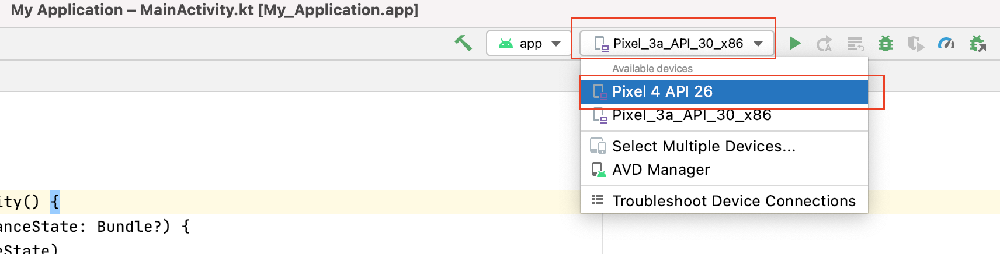 My Application – MainActivity.kt [My_Application.app]
app
Pixel_3a_API_30_x86
Available devices
Pixel 4 API 26
Pixel_3a_API_30_x86
Select Multiple Devices...
AVD Manager
Troubleshoot Device Connections
ity() {
anceState: Bundle?) {
eState)